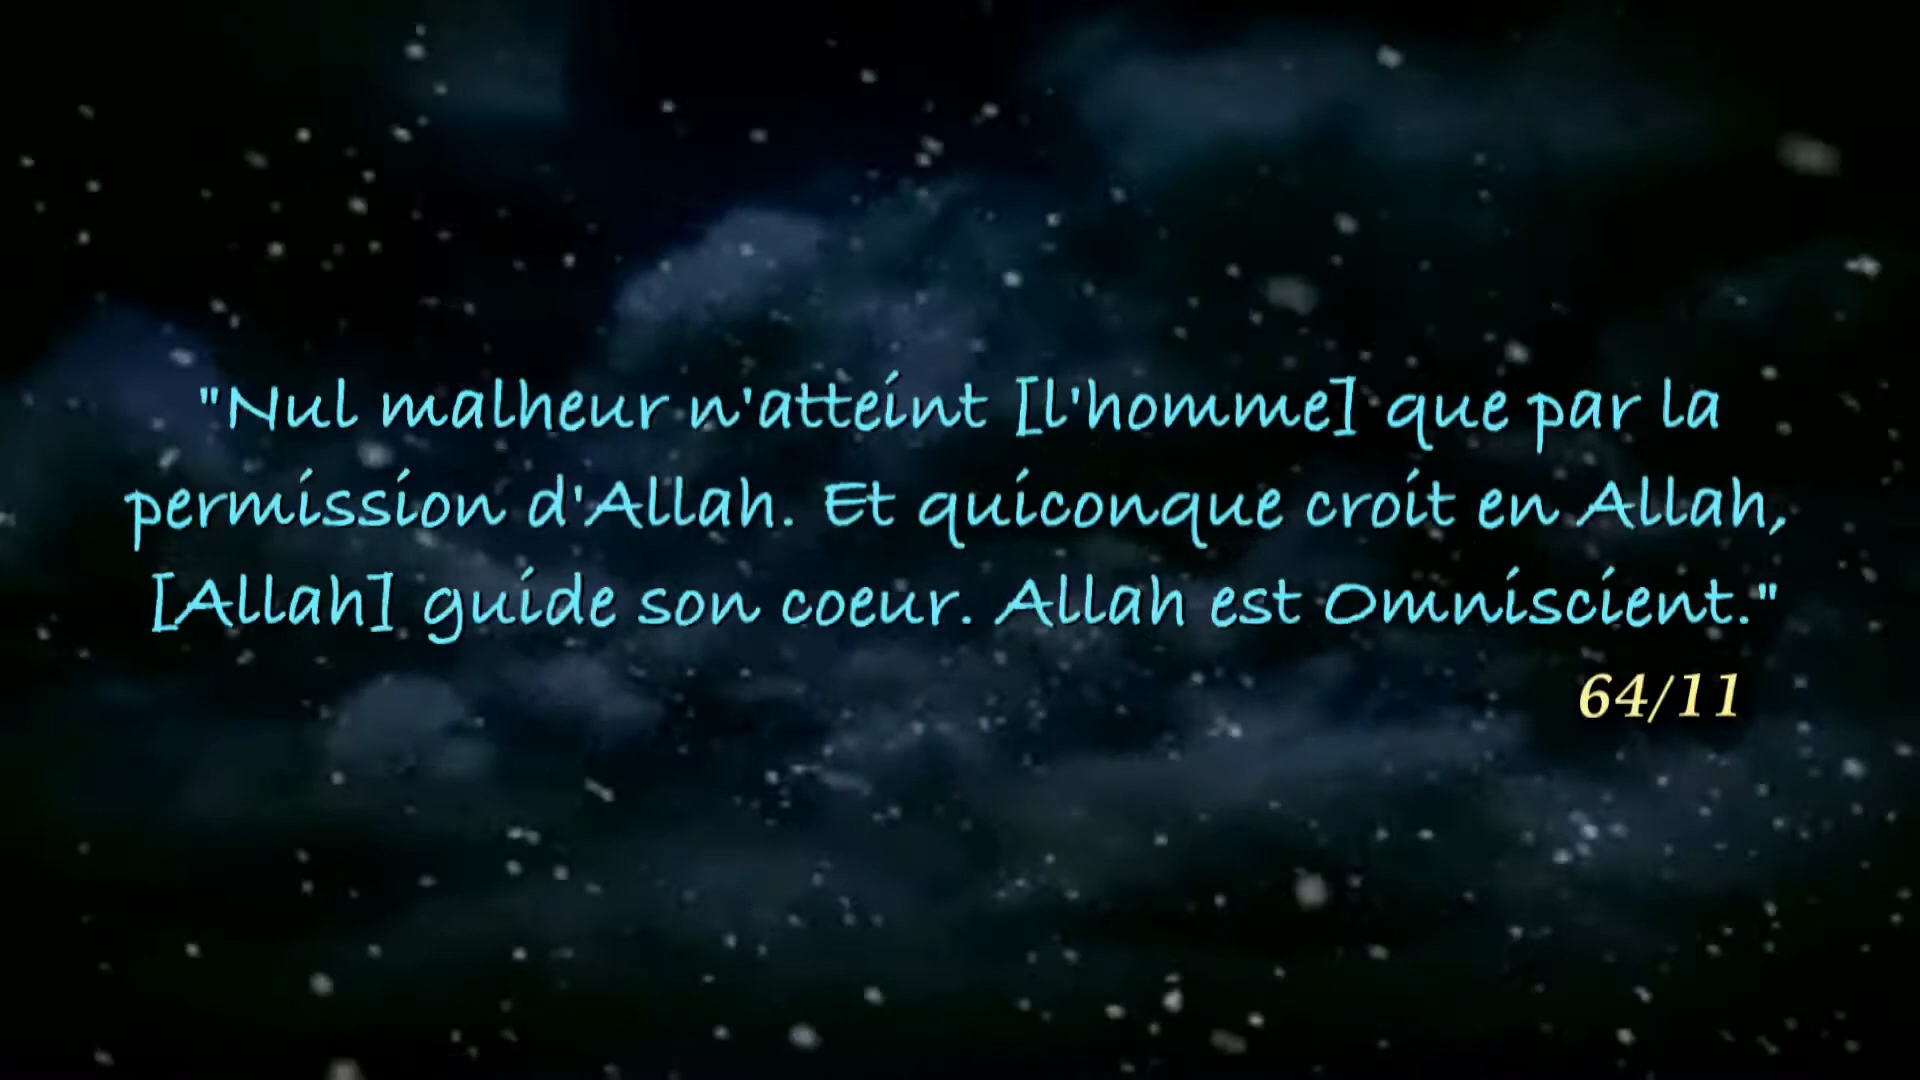 "Nul malheur n'atteint [l'homme] que par la
permission d'Allah. Et quiconque croit en Allah,
[Allah] guide son coeur. Allah est Omniscient."
64/11